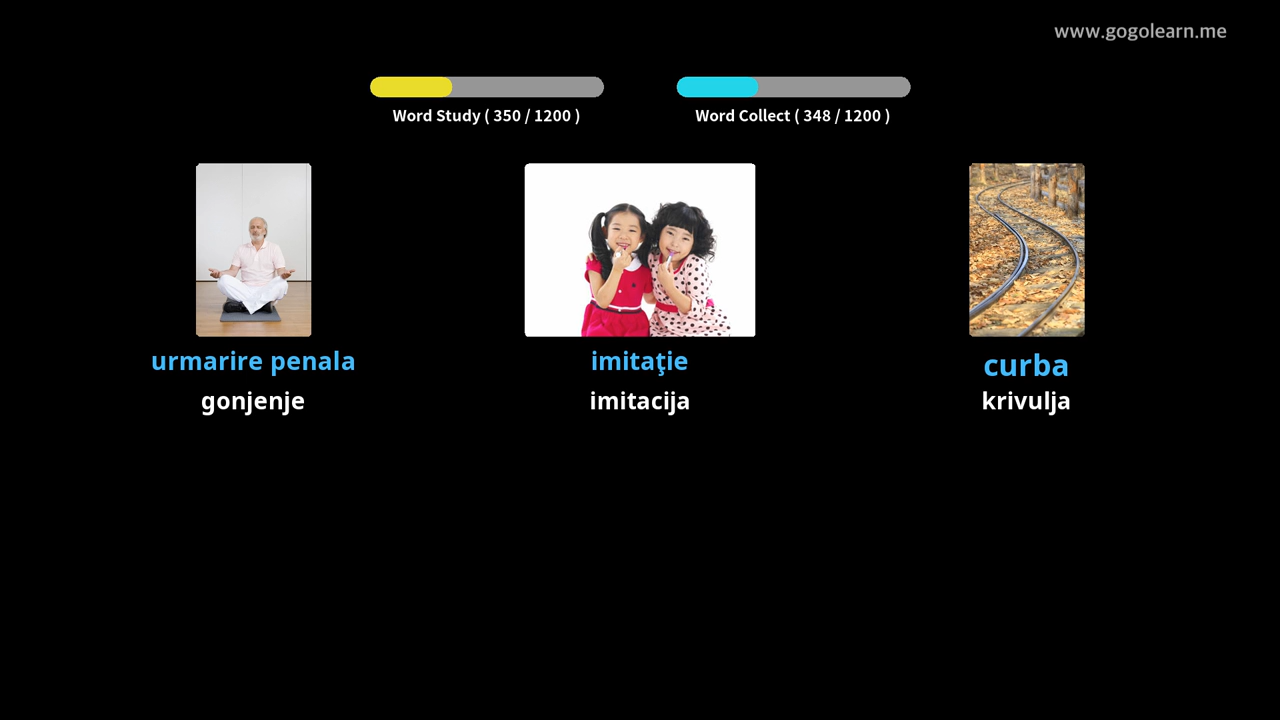 www.gogolearn.me
Word Study ( 350 / 1200 )
Word Collect ( 348 / 1200 )
urmarire penala
gonjenje
imitaţie
imitacija
curba
krivulja